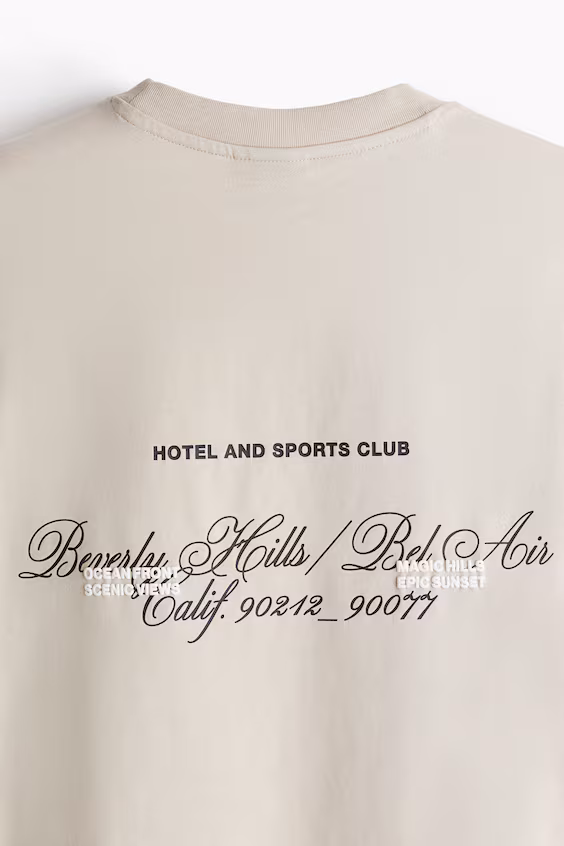 HOTEL AND SPORTS CLUB
Beverly Hills / Bel Air
OCEAN FRONT
SCENIC VIEWS
MAGIC HILLS
EPIC SUNSET
Calif. 90212_90077